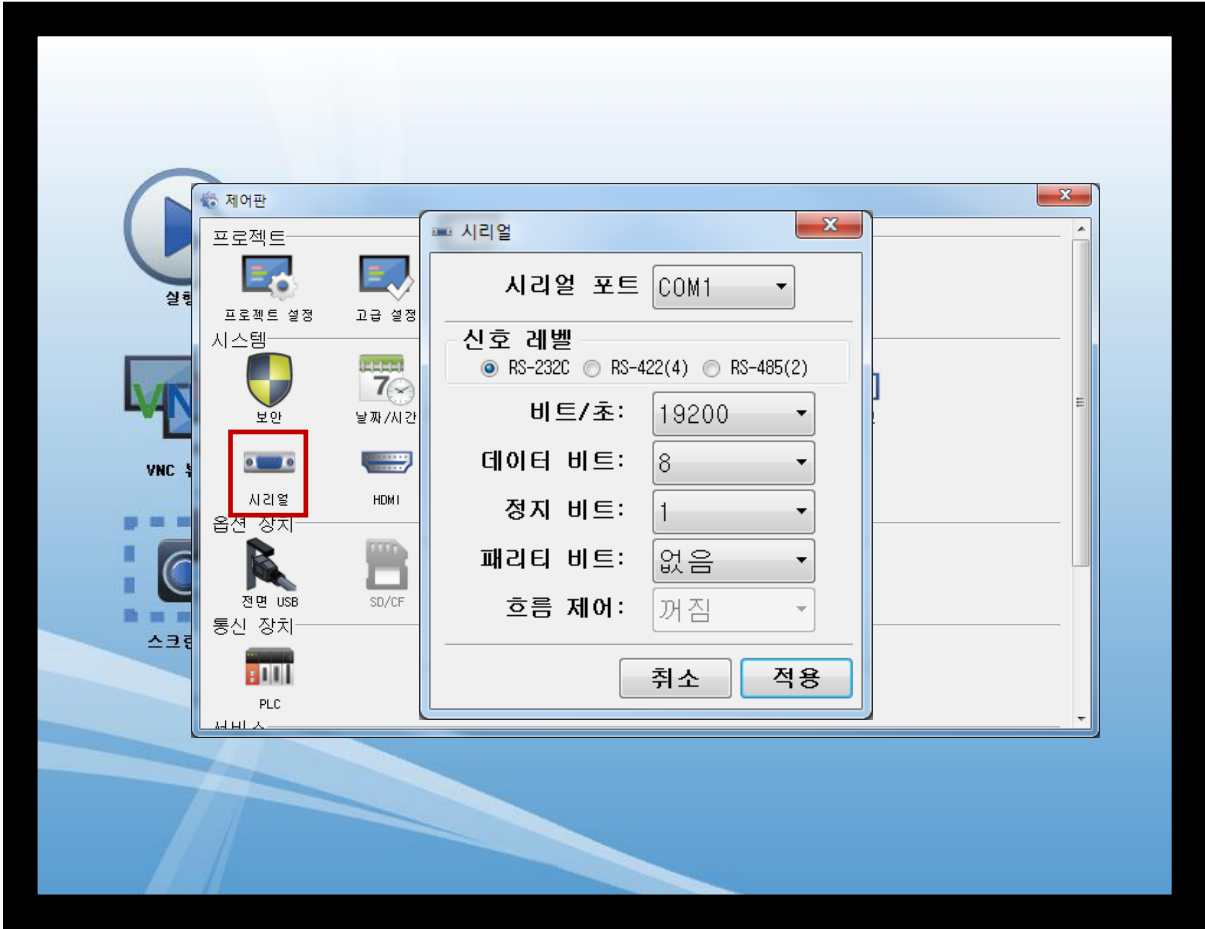 제어판
프로젝트
프로젝트 설정
고급 설정
시스템
보안
날짜/시간
시리얼
HDMI
옵션 장치
전면 USB
SD/CF
통신 장치
PLC
서비스
VNC
시리얼
시리얼 포트 COM1
신호 레벨
RS-232C RS-422(4) RS-485(2)
비트/초: 19200
데이터 비트: 8
정지 비트: 1
패리티 비트: 없음
흐름 제어: 꺼짐
취소 적용